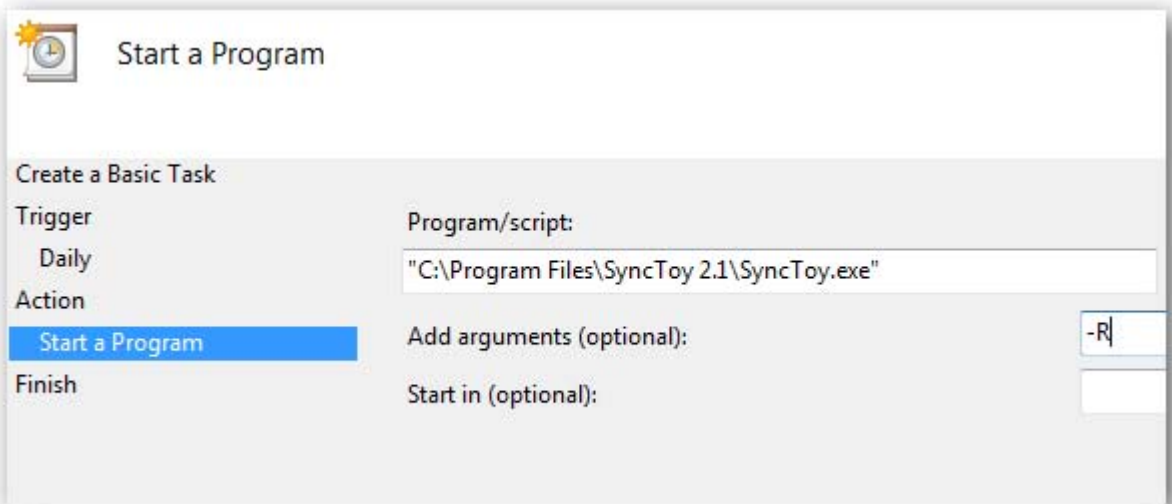 Start a Program
Create a Basic Task
Trigger
Daily
Action
Start a Program
Finish
Program/script:
"C:\Program Files\SyncToy 2.1\SyncToy.exe"
Add arguments (optional):
-R
Start in (optional):